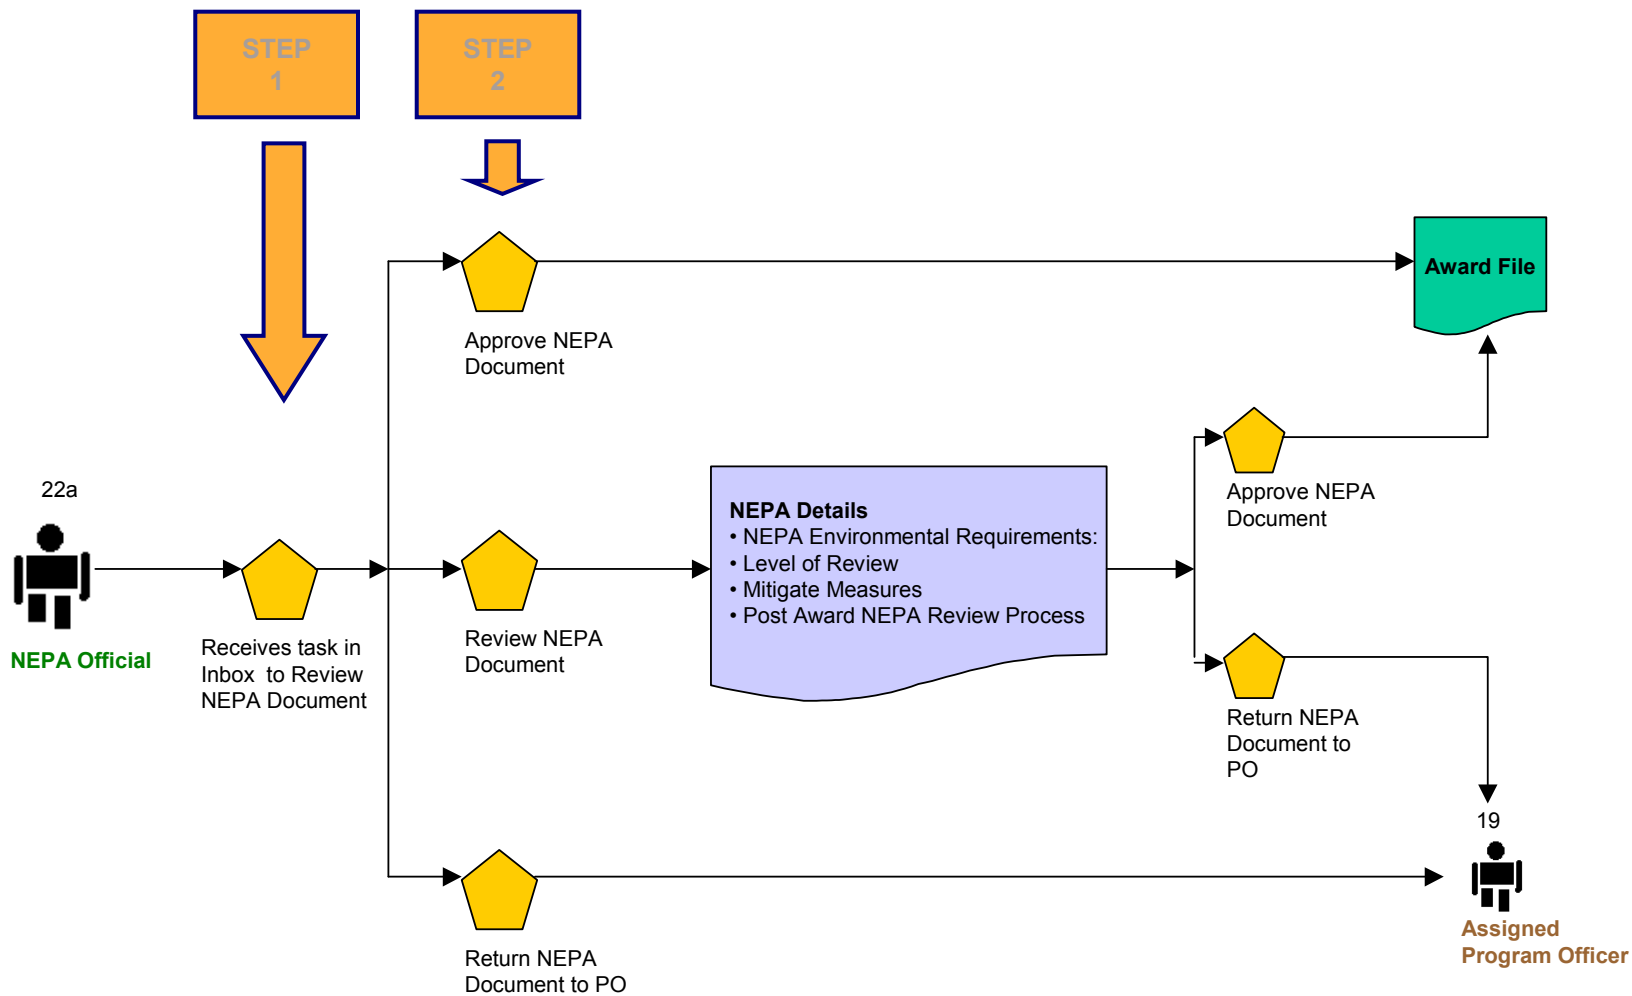 STEP
1
STEP
2
Award File
Approve NEPA
Document
22a
NEPA Official
Receives task in
Inbox to Review
NEPA Document
Review NEPA
Document
NEPA Details
• NEPA Environmental Requirements:
• Level of Review
• Mitigate Measures
• Post Award NEPA Review Process
Approve NEPA
Document
Return NEPA
Document to
PO
19
Assigned
Program Officer
Return NEPA
Document to PO